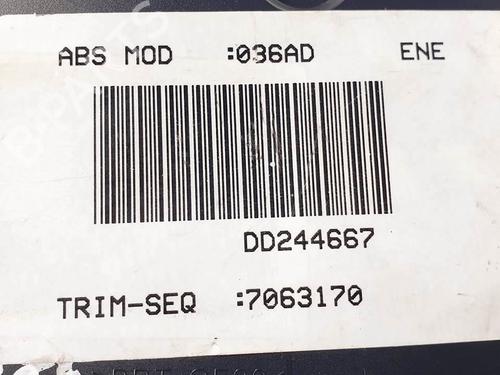 ABS MOD :036AD ENE
DD244667
TRIM-SEQ :7063170